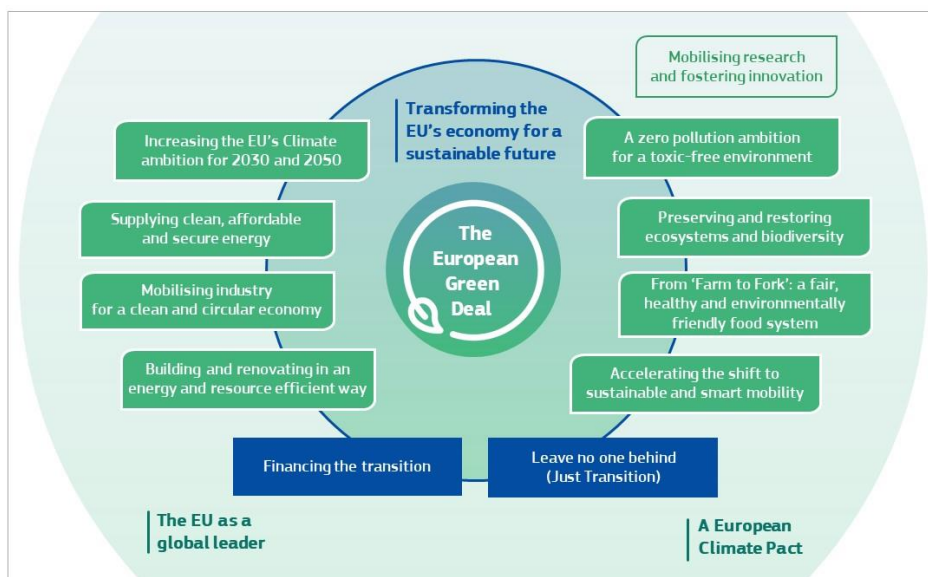 Mobilising research
and fostering innovation
Transforming the
EU's economy for a
sustainable future
Increasing the EU's Climate
ambition for 2030 and 2050
A zero pollution ambition
for a toxic-free environment
Supplying clean, affordable
and secure energy
The
European
Green
Deal
Preserving and restoring
ecosystems and biodiversity
Mobilising industry
for a clean and circular economy
From ‘Farm to Fork’: a fair,
healthy and environmentally
friendly food system
Building and renovating in an
energy and resource efficient way
Accelerating the shift to
sustainable and smart mobility
Financing the transition
Leave no one behind
(Just Transition)
The EU as a
global leader
A European
Climate Pact